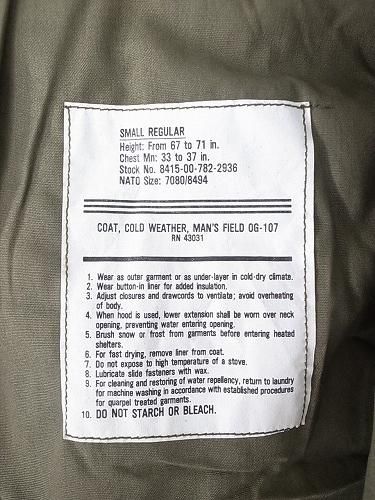 SMALL REGULAR
Height: From 67 to 71 in.
Chest Mn: 33 to 37 in.
Stock No. 8415-00-782-2936
NATO Size: 7080/8494
COAT, COLD WEATHER, MAN'S FIELD OG-107
RN 43031
1. Wear as outer garment or as under-layer in cold-dry climate.
2. Wear button-in liner for added insulation.
3. Adjust closures and drawcords to ventiate; avoid overheating
of body.
4. When hood is used, lower extension shall be worn over neck
opening, preventing water entering opening.
5. Brush snow or frost from garments before entering heated
shelters.
6. For fast drying, remove liner from coat.
7. Do not expose to high temperature of a stove.
8. Lubricate slide fasteners with wax.
9. For cleaning and restoring of water repellency, return to laundry
for machine washing in accordance with established procedures
for quarpel treated garments.
10. DO NOT STARCH OR BLEACH.